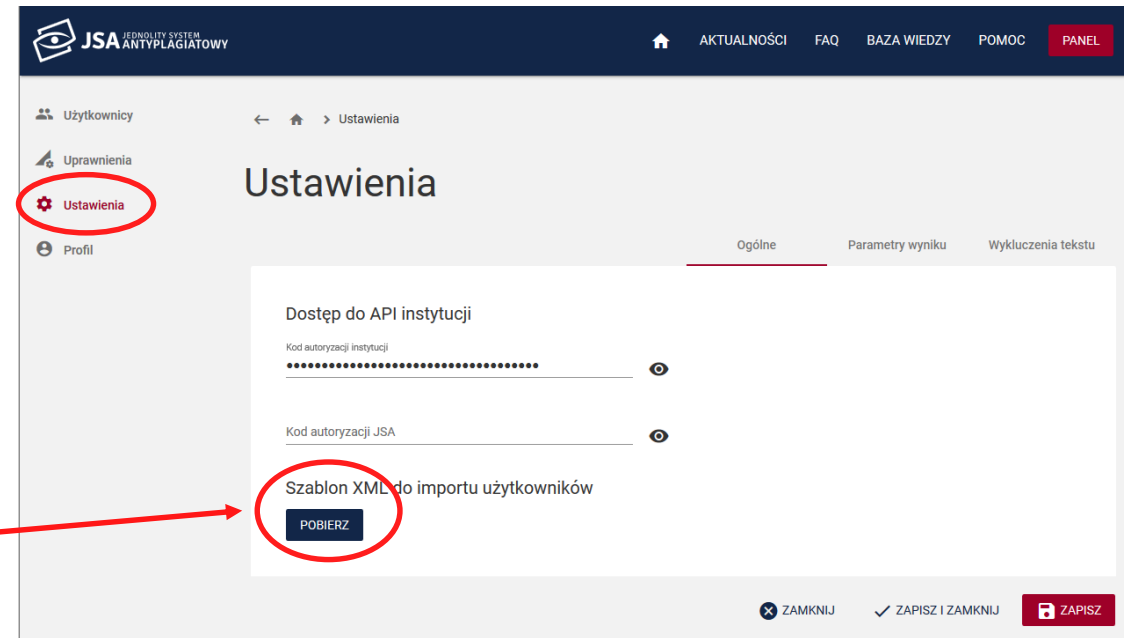 JSA JEDNOLITY SYSTEM ANTYPLAGIATOWY
AKTUALNOŚCI FAQ BAZA WIEDZY POMOC PANEL
Użytkownicy
Uprawnienia
Ustawienia
Profil
Ustawienia
Ustawienia
Ogólne Parametry wyniku Wykluczenia tekstu
Dostęp do API instytucji
Kod autoryzacji instytucji
••••••••••••••••••••••••••••••••••••
Kod autoryzacji JSA
Szablon XML do importu użytkowników
POBIERZ
ZAMKNIJ ZAPISZ I ZAMKNIJ ZAPISZ